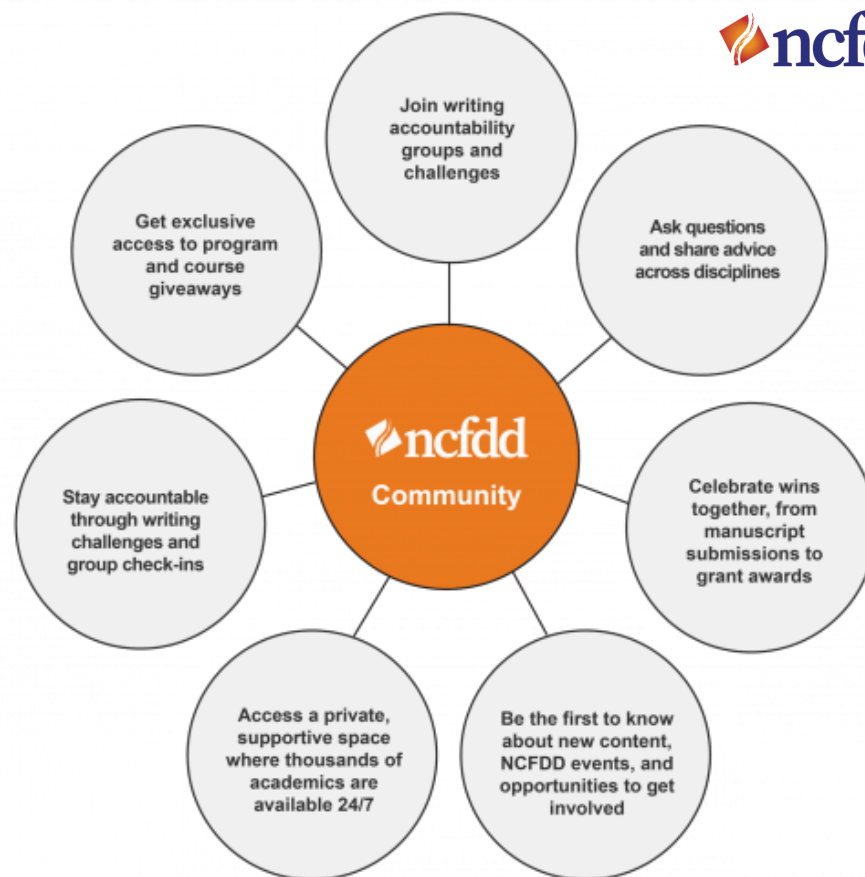 Join writing
accountability
groups and
challenges
Ask questions
and share advice
across disciplines
Celebrate wins
together, from
manuscript
submissions to
grant awards
Be the first to know
about new content,
NCFDD events, and
opportunities to get
involved
Access a private,
supportive space
where thousands of
academics are
available 24/7
Stay accountable
through writing
challenges and
group check-ins
Get exclusive
access to program
and course
giveaways
ncfdd
Community